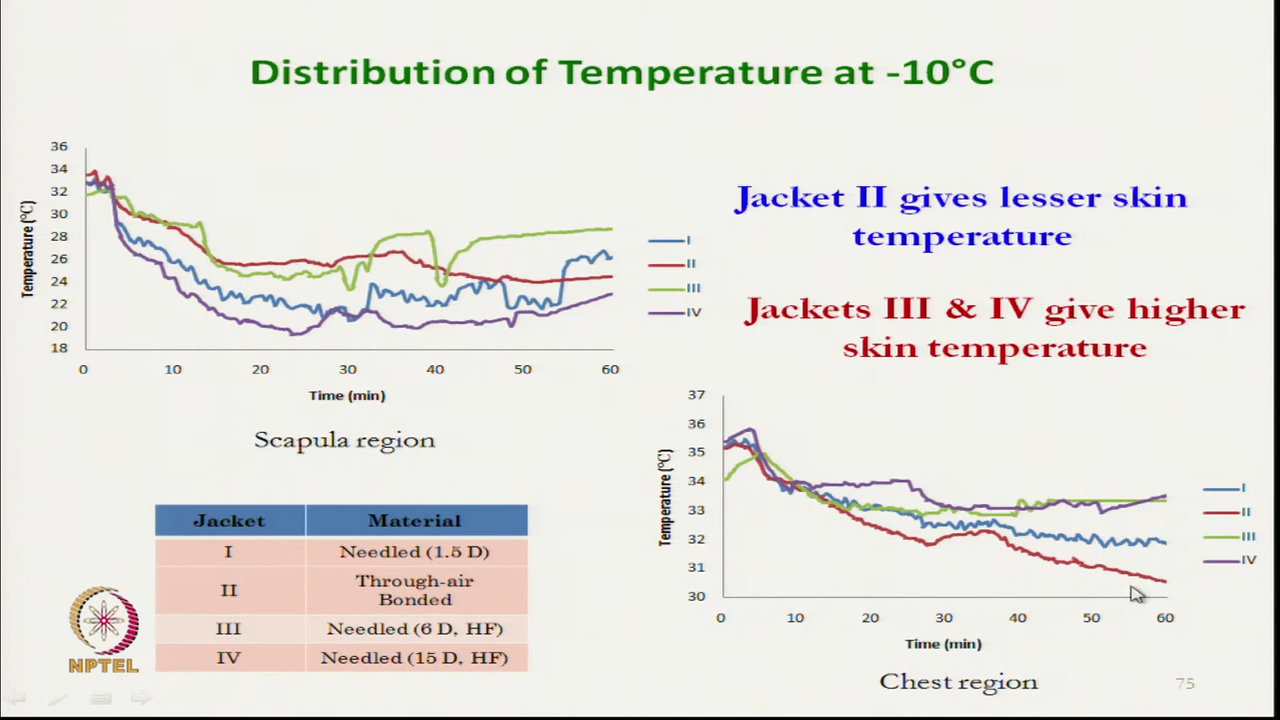 Distribution of Temperature at -10°C
36
34
32
30
28
26
24
22
20
18
Temperature (°C)
0 10 20 30 40 50 60
Time (min)
I
II
III
IV
Scapula region
Jacket II gives lesser skin
temperature
Jackets III & IV give higher
skin temperature
Jacket Material
I Needled (1.5 D)
II Through-air
Bonded
III Needled (6 D, HF)
IV Needled (15 D, HF)
37
36
35
34
33
32
31
30
Temperature (°C)
0 10 20 30 40 50 60
Time (min)
I
II
III
IV
Chest region
NPTEL
75